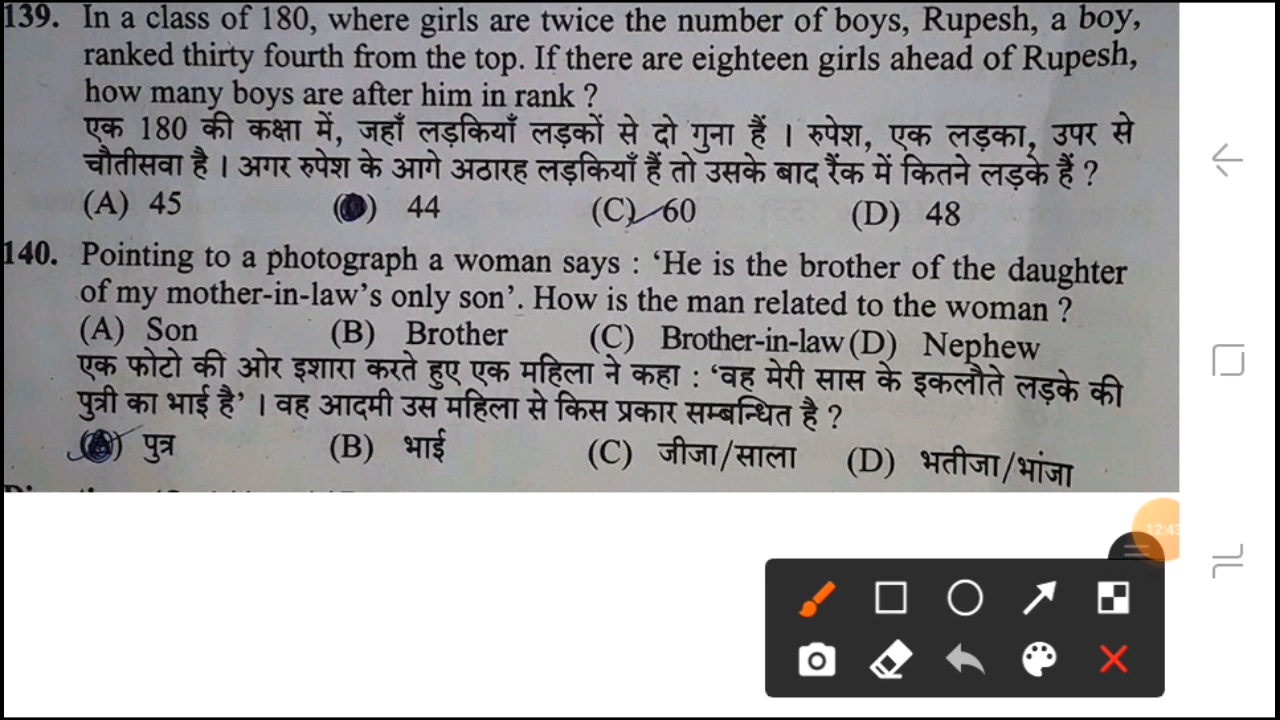 139. In a class of 180, where girls are twice the number of boys, Rupesh, a boy,
ranked thirty fourth from the top. If there are eighteen girls ahead of Rupesh,
how many boys are after him in rank ?
एक 180 की कक्षा में, जहाँ लड़कियाँ लड़कों से दो गुना हैं । रुपेश, एक लड़का, उपर से
चौतीसवा है । अगर रुपेश के आगे अठारह लड़कियाँ हैं तो उसके बाद रैंक में कितने लड़के हैं ?
(A) 45 ( ) 44 (C) 60 (D) 48
140. Pointing to a photograph a woman says : ‘He is the brother of the daughter
of my mother-in-law’s only son’. How is the man related to the woman ?
(A) Son (B) Brother (C) Brother-in-law (D) Nephew
एक फोटो की ओर इशारा करते हुए एक महिला ने कहा : ‘वह मेरी सास के इकलौते लड़के की
पुत्री का भाई है’ । वह आदमी उस महिला से किस प्रकार सम्बन्धित है ?
(A) पुत्र (B) भाई (C) जीजा/साला (D) भतीजा/भांजा
12:43